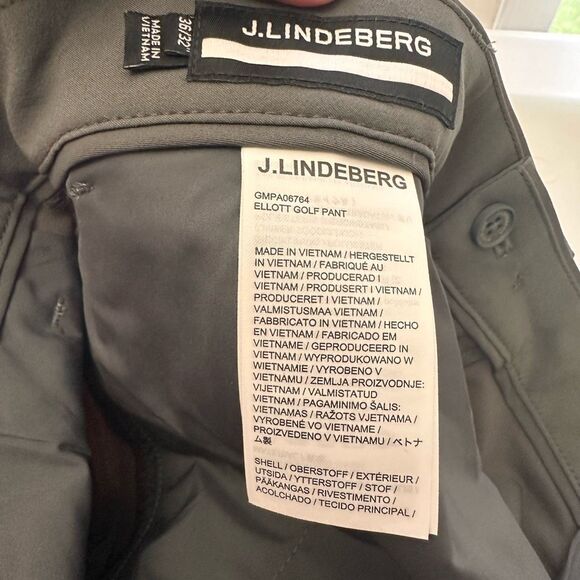 MADE IN
VIETNAM
36/32"
J.LINDEBERG
J.LINDEBERG
GMPA06764
ELLOTT GOLF PANT
MADE IN VIETNAM / HERGESTELLT
IN VIETNAM / FABRIQUÉ AU
VIETNAM / PRODUCERAD I
VIETNAM / PRODUSERT I VIETNAM /
PRODUCERET I VIETNAM /
VALMISTUSMAA VIETNAM /
FABBRICATO IN VIETNAM / HECHO
EN VIETNAM / FABRICADO EM
VIETNAME / GEPRODUCEERD IN
VIETNAM / WYPRODUKOWANO W
WIETNAMIE / VYROBENO V
VIETNAMU / ZEMLJA PROIZVODNJE:
VIJETNAM / VALMISTATUD
VIETNAM / PAGAMINIMO ŠALIS:
VIETNAMAS / RAŽOTS VJETNAMA /
VYROBENÉ VO VIETNAME /
PROIZVEDENO V VIETNAMU / ベトナ
ム製
SHELL / OBERSTOFF / EXTÉRIEUR /
UTSIDA / YTTERSTOFF / STOF /
PÄÄKANGAS / RIVESTIMENTO /
ACOLCHADO / TECIDO PRINCIPAL /